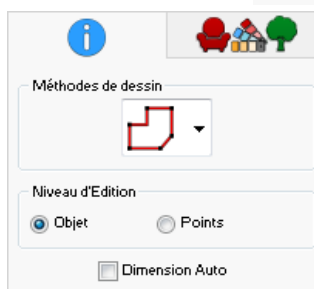 Méthodes de dessin
Niveau d'Edition
Objet
Points
Dimension Auto